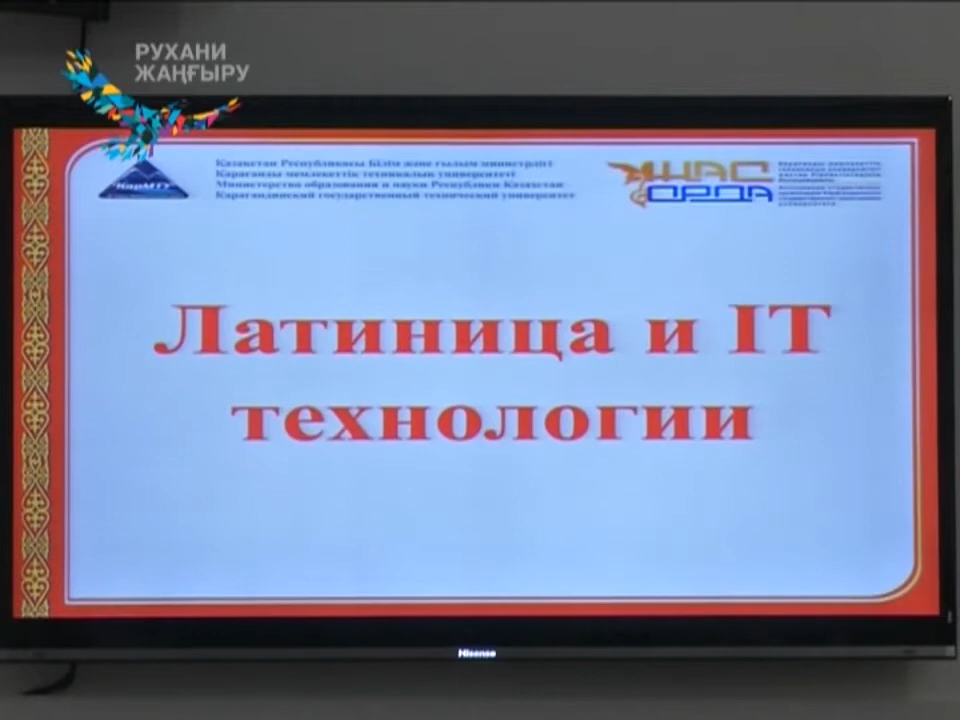 РУХАНИ
ЖАҢҒЫРУ
Қазақстан Республикасы Білім және ғылым министрлігі
Қарағанды мемлекеттік техникалық университеті
Министерство образования и науки Республики Казахстан
Карагандинский государственный технический университет
КарМТУ
ЖАС
ОРДА
Латиница и IT
технологии
Hisense